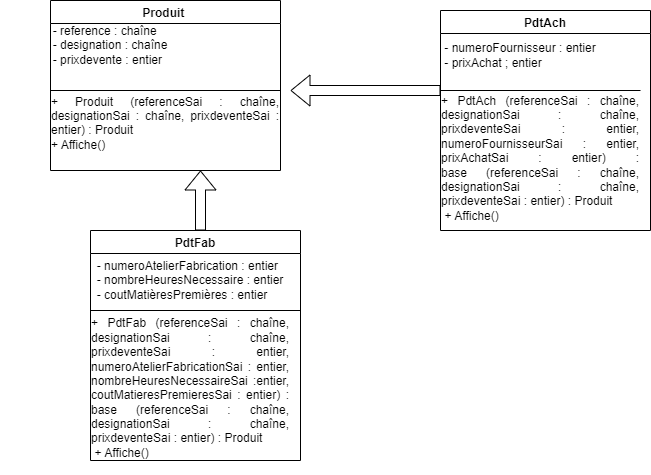 Produit
- reference : chaîne
- designation : chaîne
- prixdevente : entier
+ Produit (referenceSai : chaîne,
designationSai : chaîne, prixdeventeSai :
entier) : Produit
+ Affiche()
PdtAch
- numeroFournisseur : entier
- prixAchat ; entier
+ PdtAch (referenceSai : chaîne,
designationSai : chaîne,
prixdeventeSai : entier,
numeroFournisseurSai : entier,
prixAchatSai : entier) :
base (referenceSai : chaîne,
designationSai : chaîne,
prixdeventeSai : entier) : Produit
+ Affiche()
PdtFab
- numeroAtelierFabrication : entier
- nombreHeuresNecessaire : entier
- coutMatièresPremières : entier
+ PdtFab (referenceSai : chaîne,
designationSai : chaîne,
prixdeventeSai : entier,
numeroAtelierFabricationSai : entier,
nombreHeuresNecessaireSai :entier,
coutMatieresPremieresSai : entier) :
base (referenceSai : chaîne,
designationSai : chaîne,
prixdeventeSai : entier) : Produit
+ Affiche()